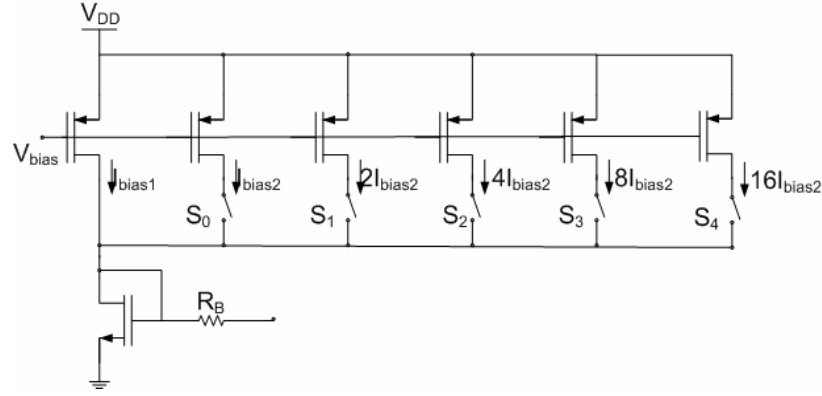 V_DD
V_bias
I_bias1
I_bias2
2I_bias2
4I_bias2
8I_bias2
16I_bias2
S_0
S_1
S_2
S_3
S_4
R_B